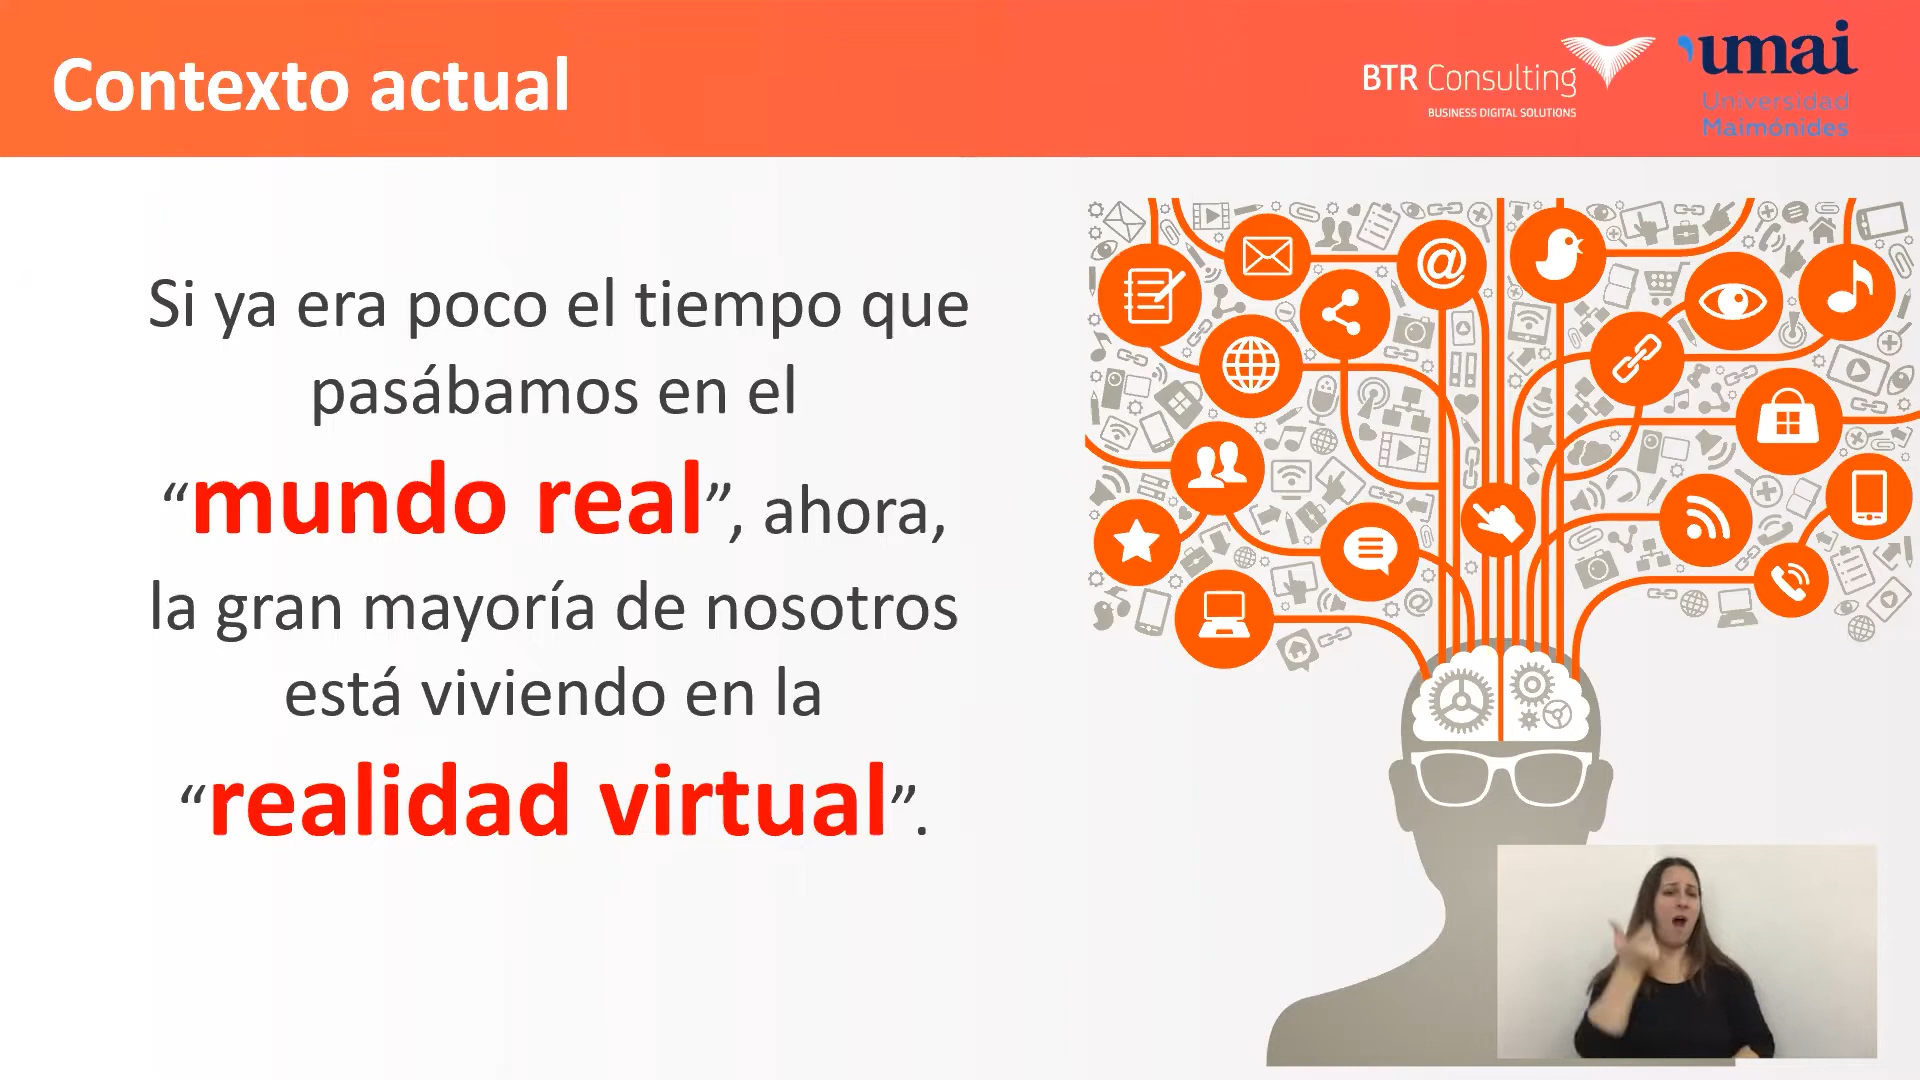 Contexto actual
BTR Consulting
BUSINESS DIGITAL SOLUTIONS
umai
Universidad
Maimónides
Si ya era poco el tiempo que
pasábamos en el
“mundo real”, ahora,
la gran mayoría de nosotros
está viviendo en la
“realidad virtual”.